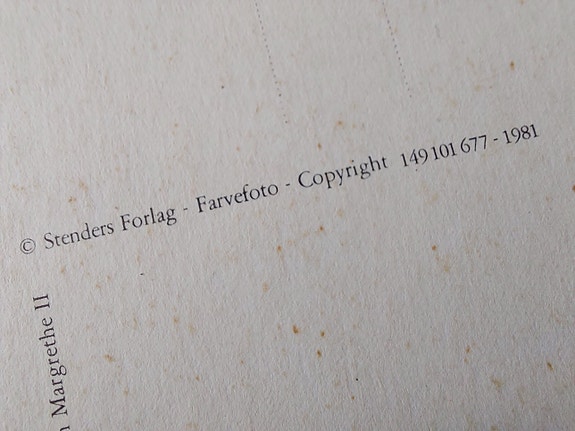 © Stenders Forlag - Farvefoto - Copyright 149 101 677 - 1981
Margrethe II